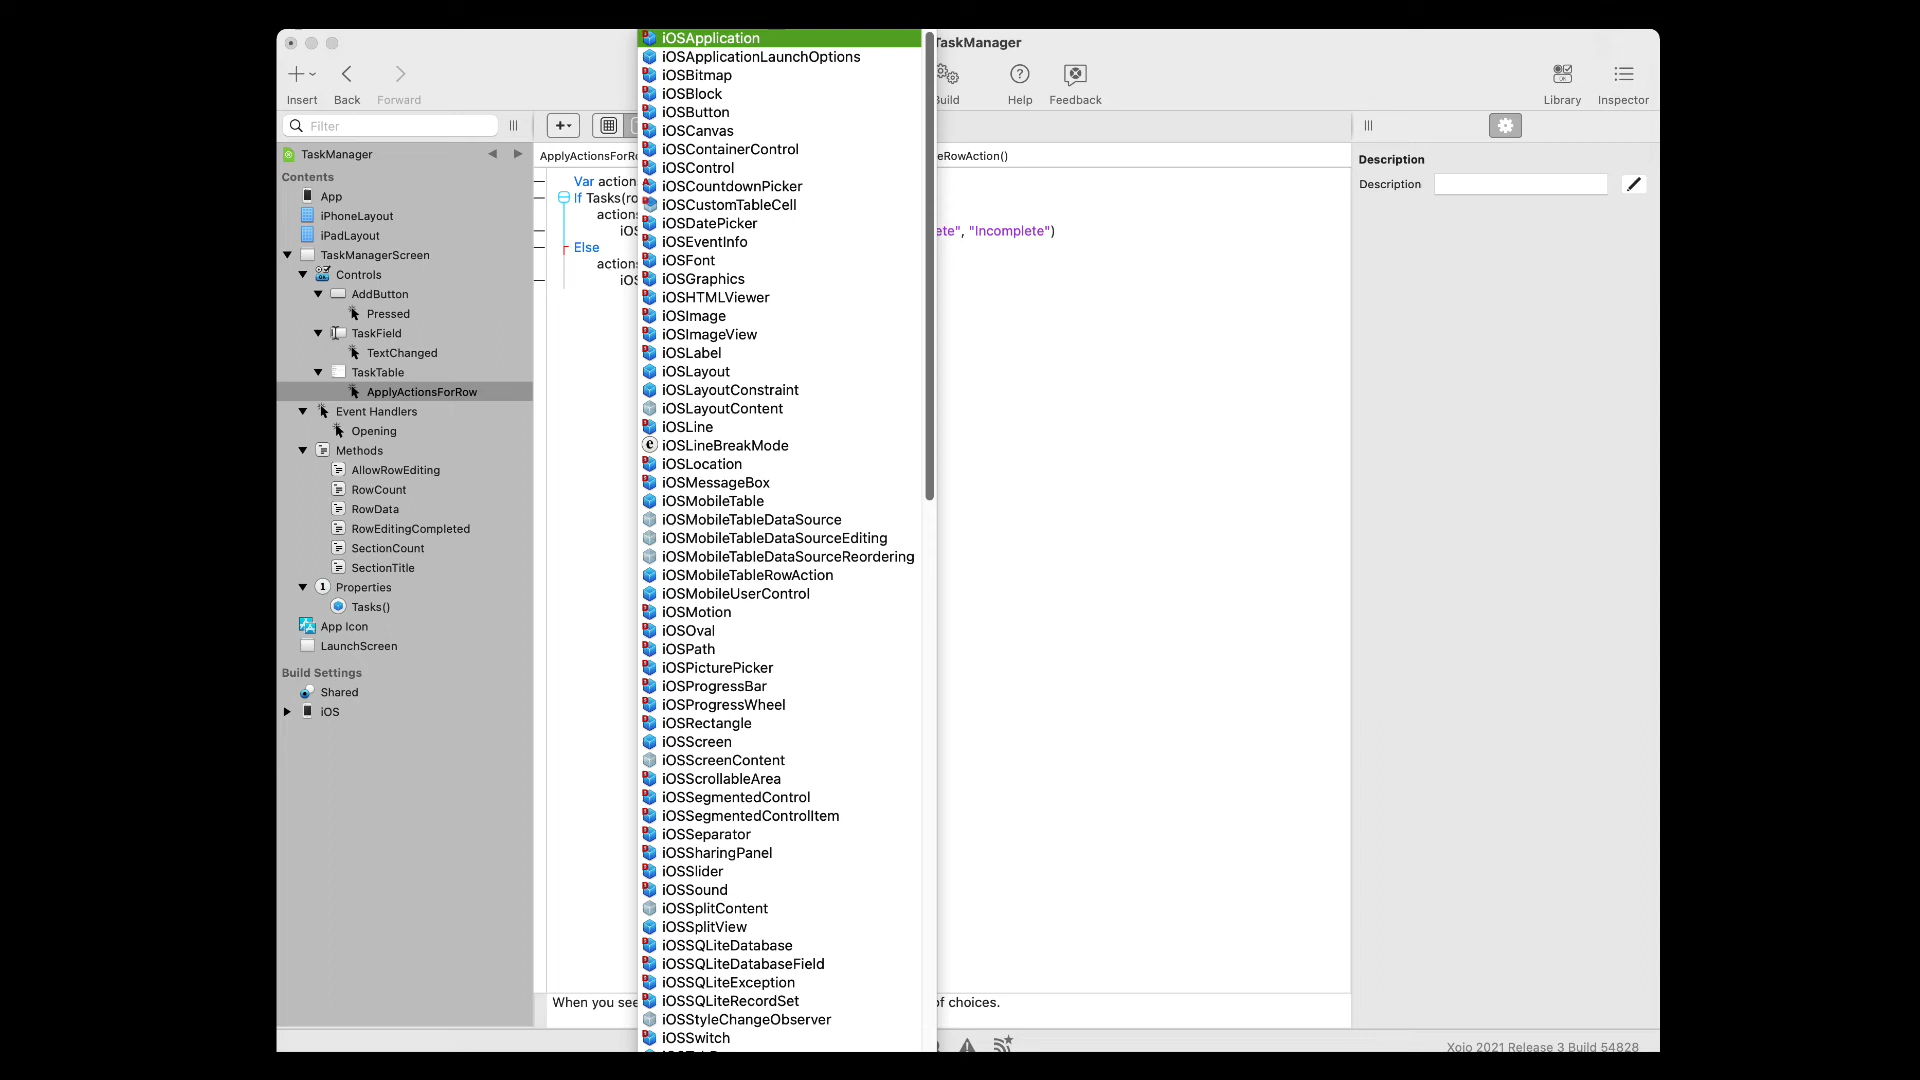 TaskManager
Insert
Back
Forward
Build
Help
Feedback
Library
Inspector
Filter
TaskManager
Contents
App
iPhoneLayout
iPadLayout
TaskManagerScreen
Controls
AddButton
Pressed
TaskField
TextChanged
TaskTable
ApplyActionsForRow
Event Handlers
Opening
Methods
AllowRowEditing
RowCount
RowData
RowEditingCompleted
SectionCount
SectionTitle
Properties
Tasks()
App Icon
LaunchScreen
Build Settings
Shared
iOS
ApplyActionsForRo
eRowAction()
Var action
If Tasks(ro
actions
iOS
ete", "Incomplete")
Else
actions
iOS
iOSApplication
iOSApplicationLaunchOptions
iOSBitmap
iOSBlock
iOSButton
iOSCanvas
iOSContainerControl
iOSControl
iOSCountdownPicker
iOSCustomTableCell
iOSDatePicker
iOSEventInfo
iOSFont
iOSGraphics
iOSHTMLViewer
iOSImage
iOSImageView
iOSLabel
iOSLayout
iOSLayoutConstraint
iOSLayoutContent
iOSLine
iOSLineBreakMode
iOSLocation
iOSMessageBox
iOSMobileTable
iOSMobileTableDataSource
iOSMobileTableDataSourceEditing
iOSMobileTableDataSourceReordering
iOSMobileTableRowAction
iOSMobileUserControl
iOSMotion
iOSOval
iOSPath
iOSPicturePicker
iOSProgressBar
iOSProgressWheel
iOSRectangle
iOSScreen
iOSScreenContent
iOSScrollableArea
iOSSegmentedControl
iOSSegmentedControlItem
iOSSeparator
iOSSharingPanel
iOSSlider
iOSSound
iOSSplitContent
iOSSplitView
iOSSQLiteDatabase
iOSSQLiteDatabaseField
iOSSQLiteException
iOSSQLiteRecordSet
iOSStyleChangeObserver
iOSSwitch
When you see
of choices.
Description
Description
Xojo 2021 Release 3 Build 54828